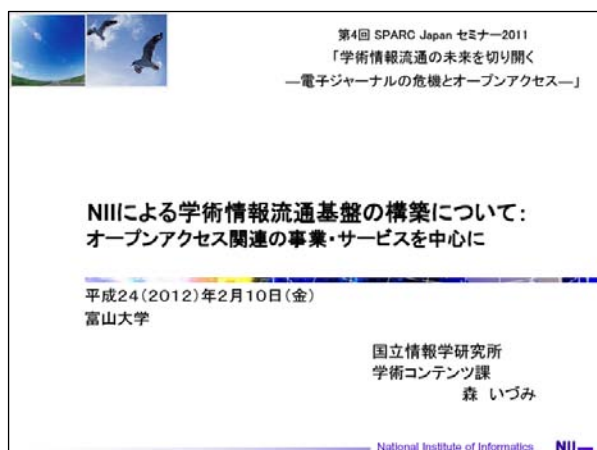 第4回 SPARC Japan セミナー2011
「学術情報流通の未来を切り開く
―電子ジャーナルの危機とオープンアクセス―」
NIIによる学術情報流通基盤の構築について：
オープンアクセス関連の事業・サービスを中心に
平成24（2012）年2月10日（金）
富山大学
国立情報学研究所
学術コンテンツ課
森 いづみ
National Institute of Informatics NII